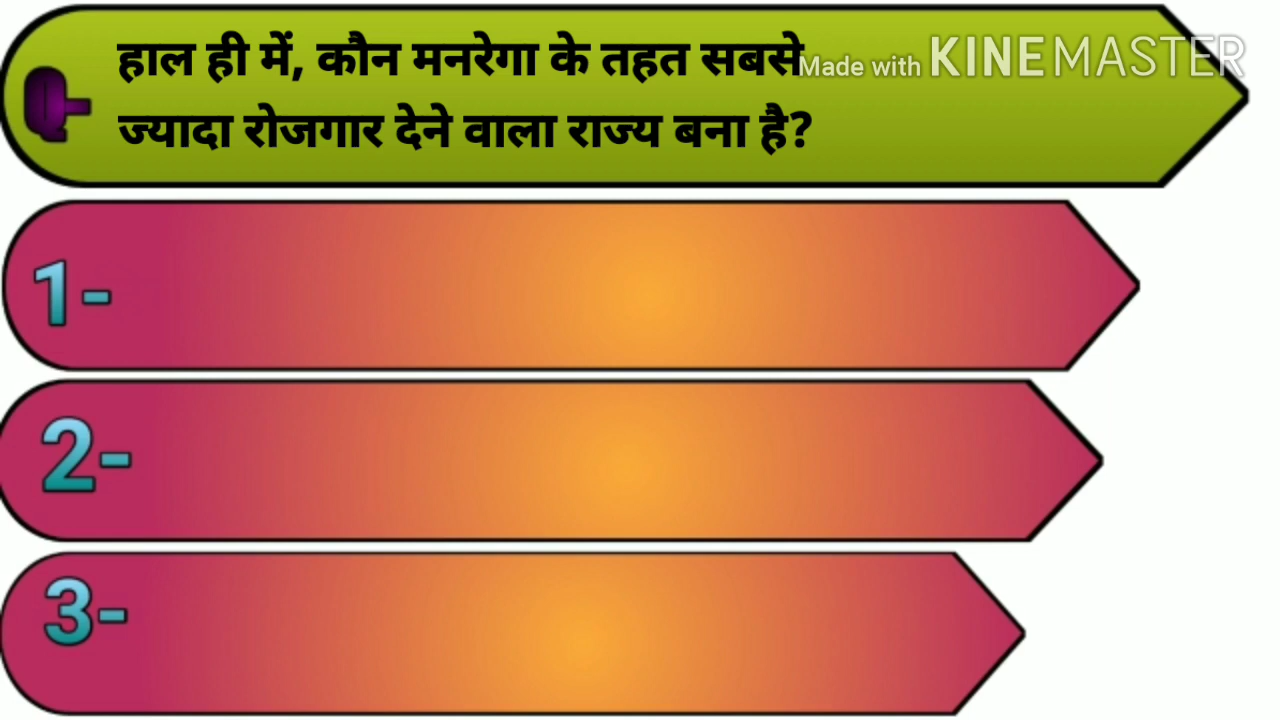 हाल ही में, कौन मनरेगा के तहत सबसे
Made with KINEMASTER
Q-
ज्यादा रोजगार देने वाला राज्य बना है?
1-
2-
3-